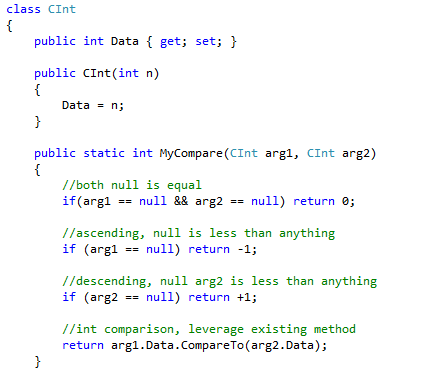 class CInt
{
    public int Data { get; set; }

    public CInt(int n)
    {
        Data = n;
    }

    public static int MyCompare(CInt arg1, CInt arg2)
    {
        //both null is equal
        if(arg1 == null && arg2 == null) return 0;

        //ascending, null is less than anything
        if (arg1 == null) return -1;

        //descending, null arg2 is less than anything
        if (arg2 == null) return +1;

        //int comparison, leverage existing method
        return arg1.Data.CompareTo(arg2.Data);
    }